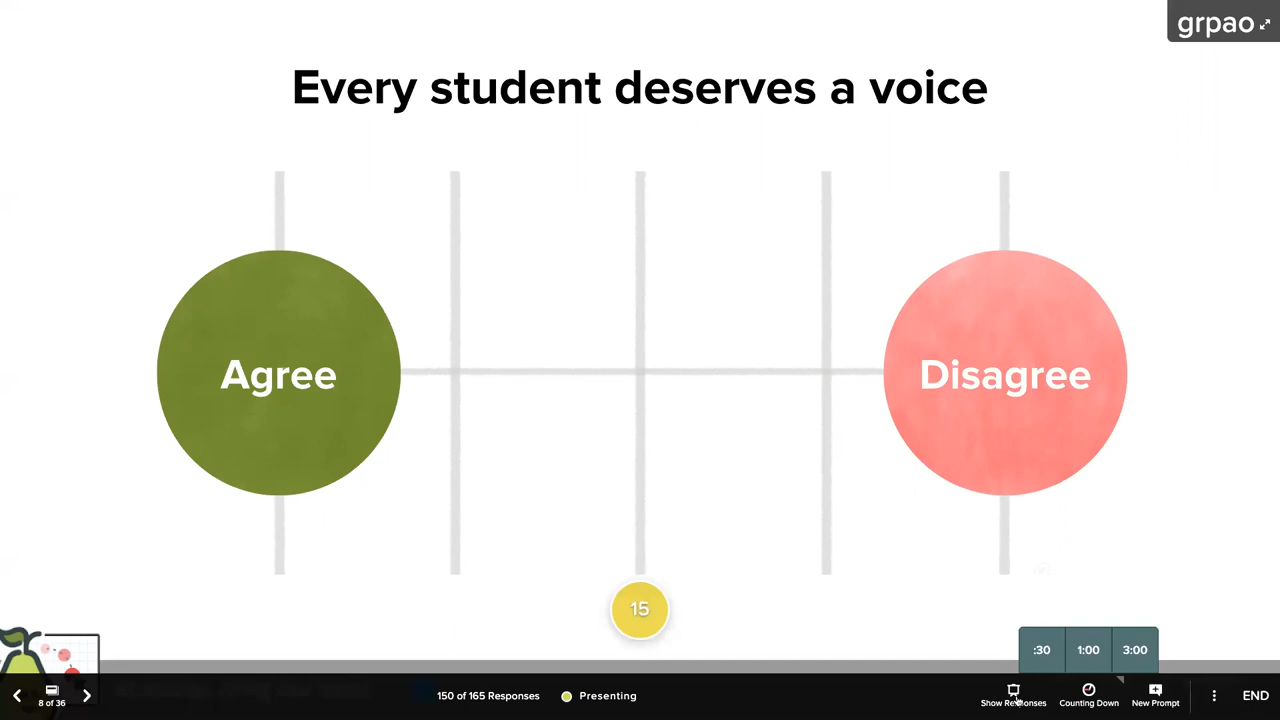 grpao
Every student deserves a voice
Agree
Disagree
15
:30 1:00 3:00
8 of 36
150 of 165 Responses
Presenting
Show Responses
Counting Down
New Prompt
END